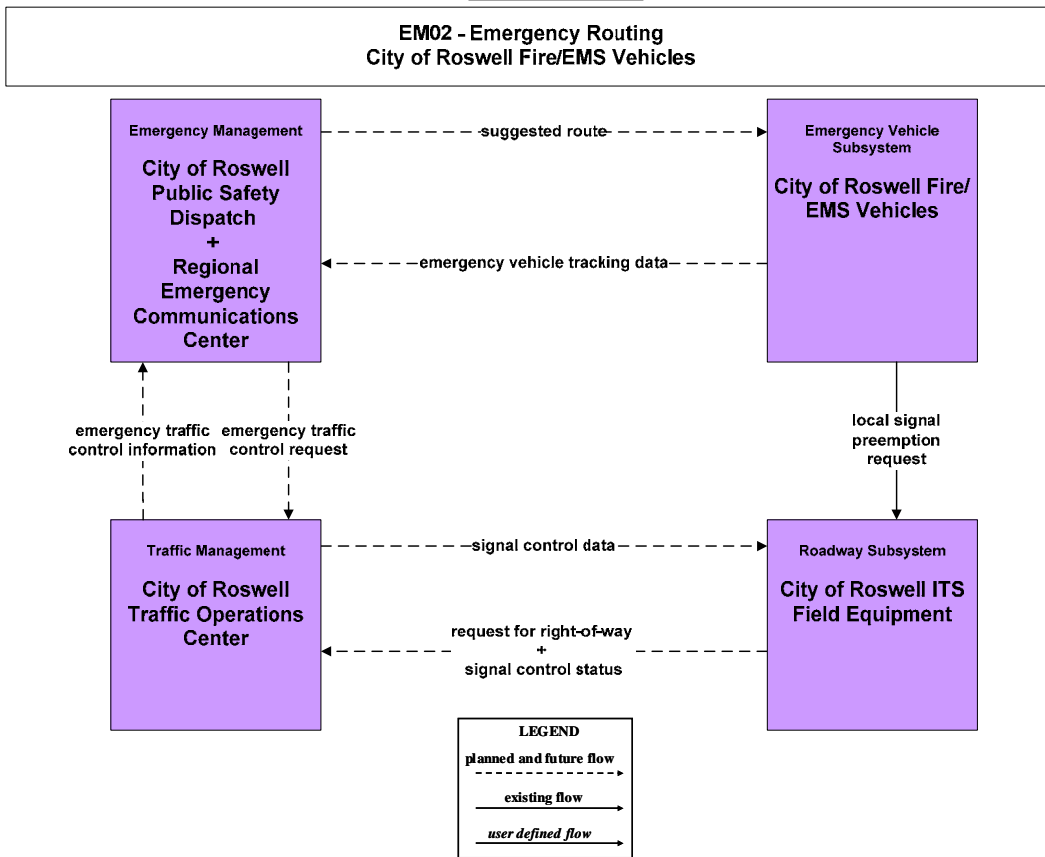 EM02 - Emergency Routing
City of Roswell Fire/EMS Vehicles
Emergency Management
City of Roswell
Public Safety
Dispatch
+
Regional
Emergency
Communications
Center
suggested route
emergency vehicle tracking data
Emergency Vehicle
Subsystem
City of Roswell Fire/
EMS Vehicles
emergency traffic
control information
emergency traffic
control request
local signal
preemption
request
Traffic Management
City of Roswell
Traffic Operations
Center
signal control data
request for right-of-way
+
signal control status
Roadway Subsystem
City of Roswell ITS
Field Equipment
LEGEND
planned and future flow
existing flow
user defined flow